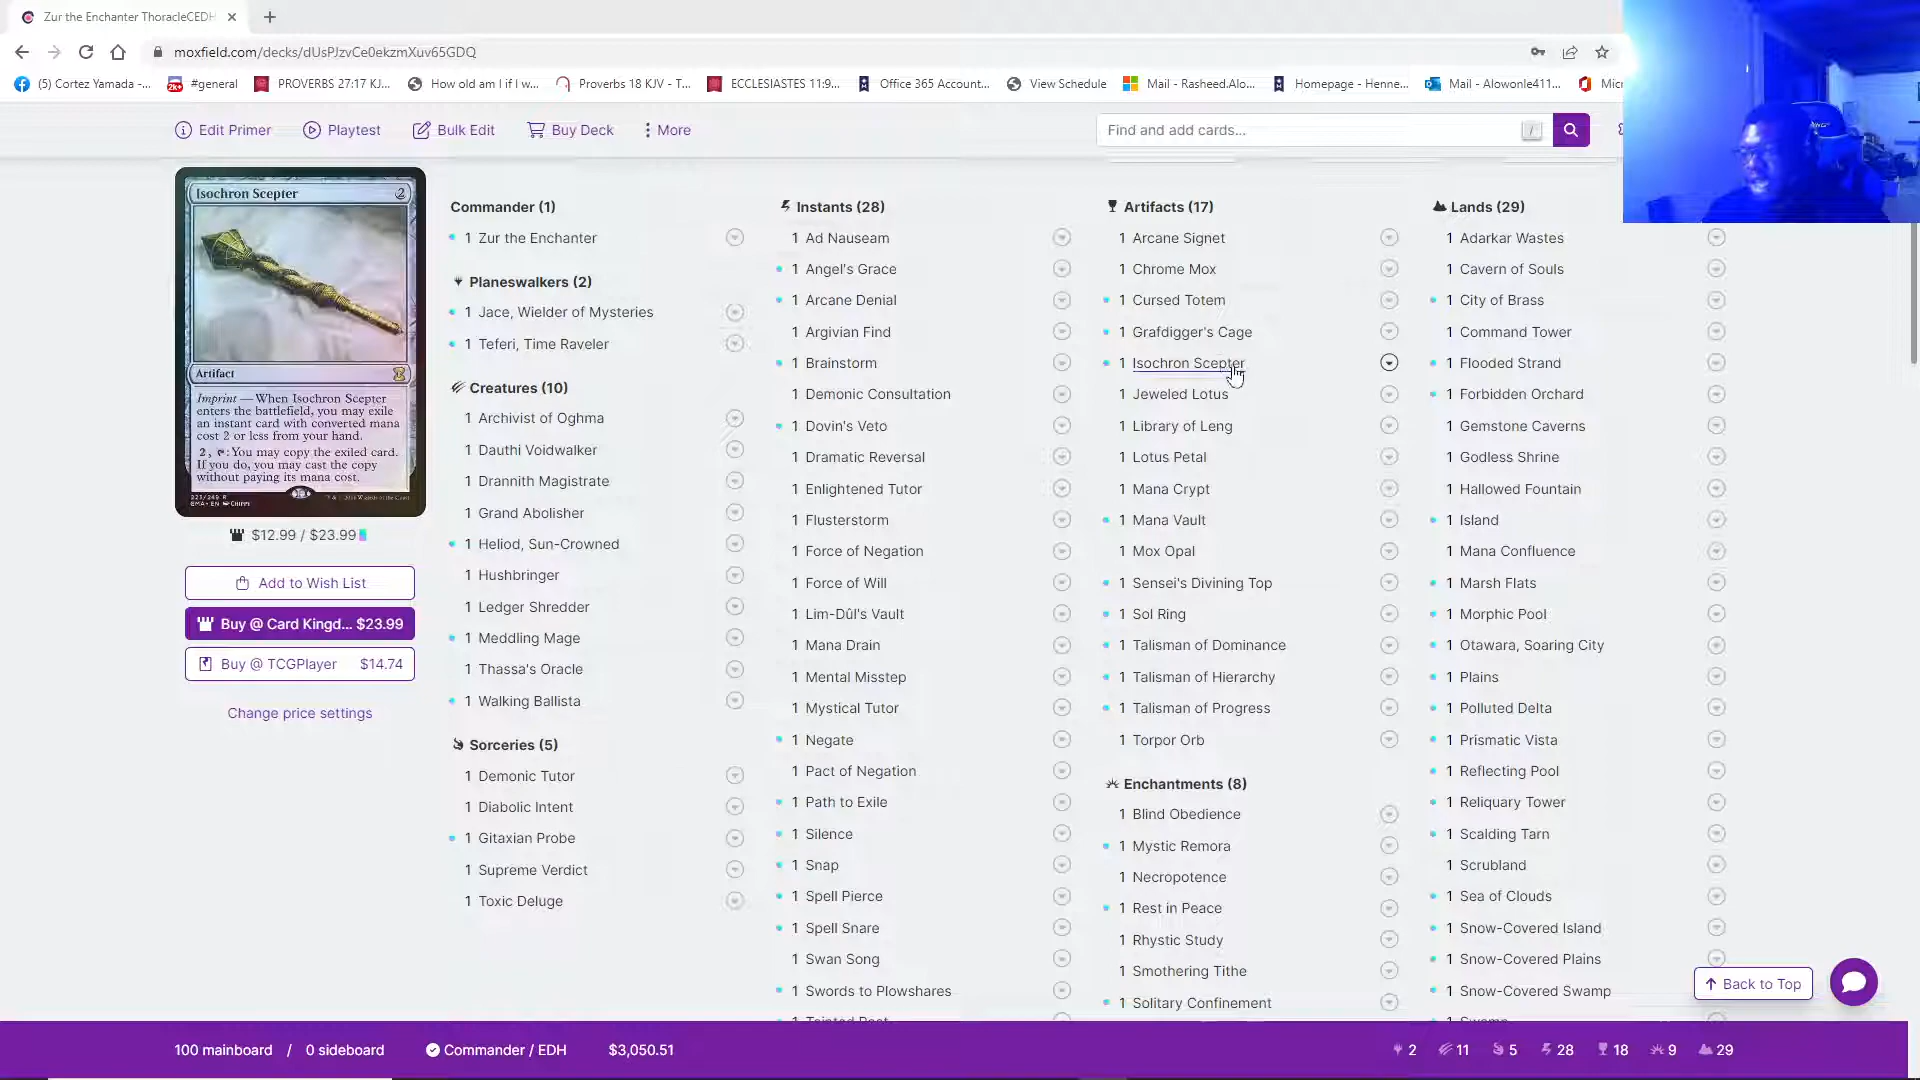 Zur the Enchanter ThoracleCEDH
moxfield.com/decks/dUsPJzvCe0ekzmXuv65GDQ
(5) Cortez Yamada -...
2K+ #general
PROVERBS 27:17 KJ...
How old am I if I w...
Proverbs 18 KJV - T...
ECCLESIASTES 11:9...
Office 365 Account...
View Schedule
Mail - Rasheed.Alo...
Homepage - Henne...
Mail - Alowonle411...
Edit Primer
Playtest
Bulk Edit
Buy Deck
More
Find and add cards...
/
Isochron Scepter 2
Artifact
Imprint — When Isochron Scepter
enters the battlefield, you may exile
an instant card with converted mana
cost 2 or less from your hand.
2, : You may copy the exiled card.
If you do, you may cast the copy
without paying its mana cost.
$12.99 / $23.99
Add to Wish List
Buy @ Card Kingd... $23.99
Buy @ TCGPlayer $14.74
Change price settings
Commander (1)
1 Zur the Enchanter
Planeswalkers (2)
1 Jace, Wielder of Mysteries
1 Teferi, Time Raveler
Creatures (10)
1 Archivist of Oghma
1 Dauthi Voidwalker
1 Drannith Magistrate
1 Grand Abolisher
1 Heliod, Sun-Crowned
1 Hushbringer
1 Ledger Shredder
1 Meddling Mage
1 Thassa's Oracle
1 Walking Ballista
Sorceries (5)
1 Demonic Tutor
1 Diabolic Intent
1 Gitaxian Probe
1 Supreme Verdict
1 Toxic Deluge
Instants (28)
1 Ad Nauseam
1 Angel's Grace
1 Arcane Denial
1 Argivian Find
1 Brainstorm
1 Demonic Consultation
1 Dovin's Veto
1 Dramatic Reversal
1 Enlightened Tutor
1 Flusterstorm
1 Force of Negation
1 Force of Will
1 Lim-Dûl's Vault
1 Mana Drain
1 Mental Misstep
1 Mystical Tutor
1 Negate
1 Pact of Negation
1 Path to Exile
1 Silence
1 Snap
1 Spell Pierce
1 Spell Snare
1 Swan Song
1 Swords to Plowshares
Artifacts (17)
1 Arcane Signet
1 Chrome Mox
1 Cursed Totem
1 Grafdigger's Cage
1 Isochron Scepter
1 Jeweled Lotus
1 Library of Leng
1 Lotus Petal
1 Mana Crypt
1 Mana Vault
1 Mox Opal
1 Sensei's Divining Top
1 Sol Ring
1 Talisman of Dominance
1 Talisman of Hierarchy
1 Talisman of Progress
1 Torpor Orb
Enchantments (8)
1 Blind Obedience
1 Mystic Remora
1 Necropotence
1 Rest in Peace
1 Rhystic Study
1 Smothering Tithe
1 Solitary Confinement
Lands (29)
1 Adarkar Wastes
1 Cavern of Souls
1 City of Brass
1 Command Tower
1 Flooded Strand
1 Forbidden Orchard
1 Gemstone Caverns
1 Godless Shrine
1 Hallowed Fountain
1 Island
1 Mana Confluence
1 Marsh Flats
1 Morphic Pool
1 Otawara, Soaring City
1 Plains
1 Polluted Delta
1 Prismatic Vista
1 Reflecting Pool
1 Reliquary Tower
1 Scalding Tarn
1 Scrubland
1 Sea of Clouds
1 Snow-Covered Island
1 Snow-Covered Plains
1 Snow-Covered Swamp
Back to Top
100 mainboard / 0 sideboard
Commander / EDH
$3,050.51
2 11 5 28 18 9 29